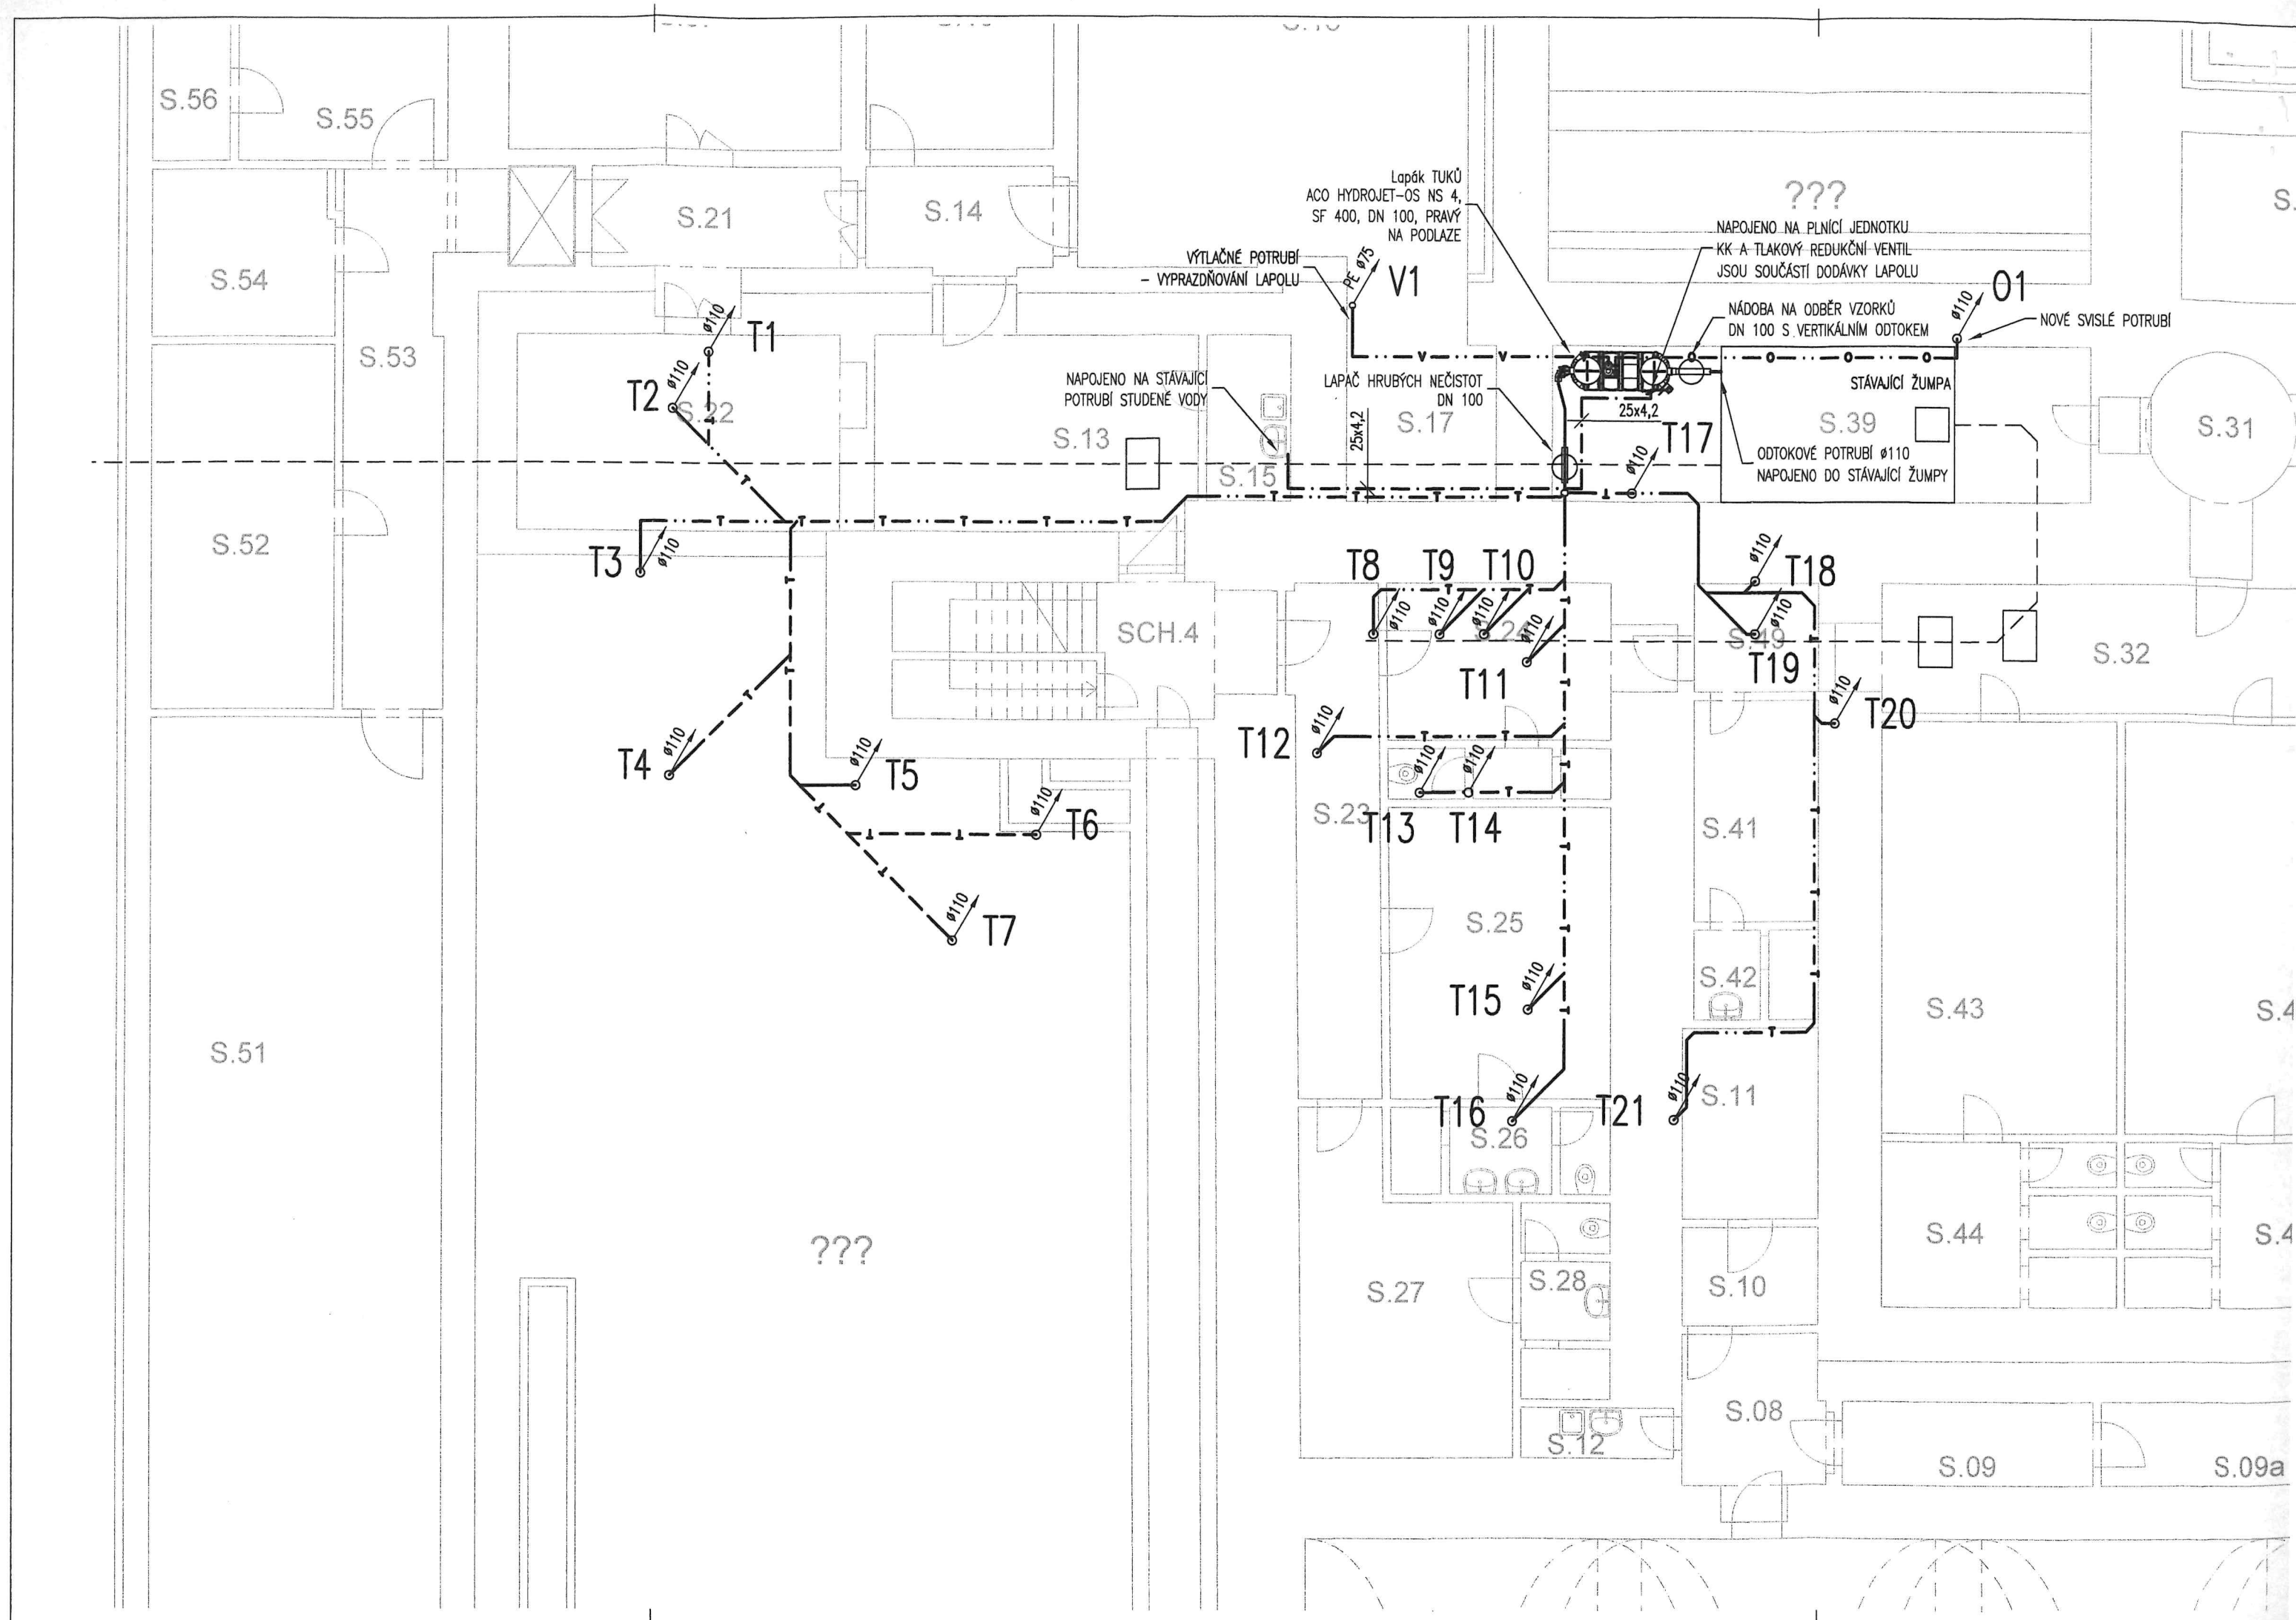 S.56
S.55
S.54
S.53
S.52
S.51
S.21
S.14
???
Lapák TUKŮ
ACO HYDROJET-OS NS 4,
SF 400, DN 100, PRAVÝ
NA PODLAZE
VÝTLAČNÉ POTRUBÍ
- VYPRAZDŇOVÁNÍ LAPOLU
PE ø75
V1
NAPOJENO NA PLNÍCÍ JEDNOTKU
KK A TLAKOVÝ REDUKČNÍ VENTIL
JSOU SOUČÁSTÍ DODÁVKY LAPOLU
NÁDOBA NA ODBĚR VZORKŮ
DN 100 S VERTIKÁLNÍM ODTOKEM
ø110
O1
NOVÉ SVISLÉ POTRUBÍ
ø110
T1
ø110
T2
S.22
S.13
NAPOJENO NA STÁVAJÍCÍ
POTRUBÍ STUDENÉ VODY
S.15
LAPAČ HRUBÝCH NEČISTOT
DN 100
S.17
25x4,2
25x4,2
STÁVAJÍCÍ ŽUMPA
S.39
S.31
ODTOKOVÉ POTRUBÍ ø110
NAPOJENO DO STÁVAJÍCÍ ŽUMPY
ø110
T17
T3
ø110
SCH.4
T8
ø110
T9
ø110
T10
ø110
T11
ø110
T18
ø110
S.49
T19
S.32
ø110
T20
T4
ø110
ø110
T5
ø110
T6
ø110
T7
T12
ø110
S.23
T13
ø110
T14
ø110
S.41
S.25
S.42
S.43
T15
ø110
T16
ø110
S.26
T21
ø110
S.11
???
S.27
S.28
S.10
S.44
S.12
S.08
S.09
S.09a